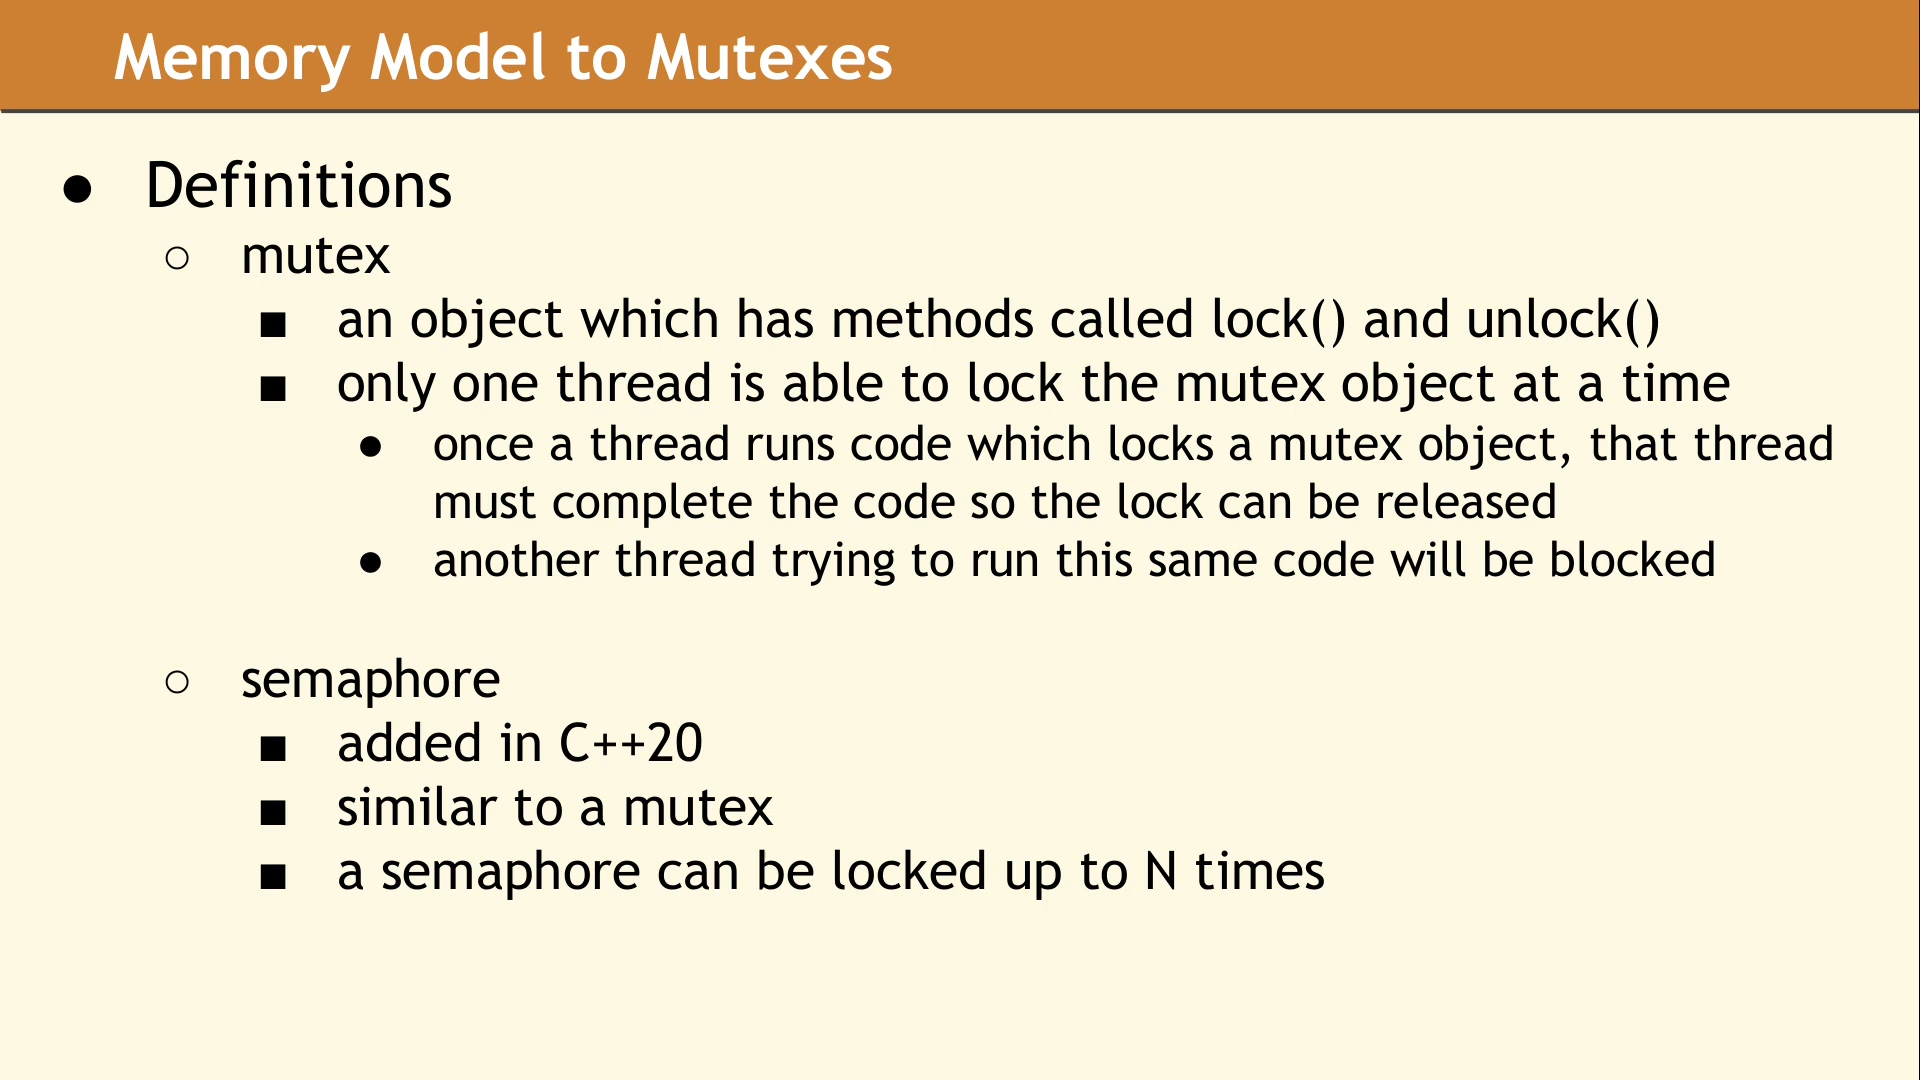 Memory Model to Mutexes
● Definitions
○ mutex
■ an object which has methods called lock() and unlock()
■ only one thread is able to lock the mutex object at a time
● once a thread runs code which locks a mutex object, that thread
must complete the code so the lock can be released
● another thread trying to run this same code will be blocked
○ semaphore
■ added in C++20
■ similar to a mutex
■ a semaphore can be locked up to N times